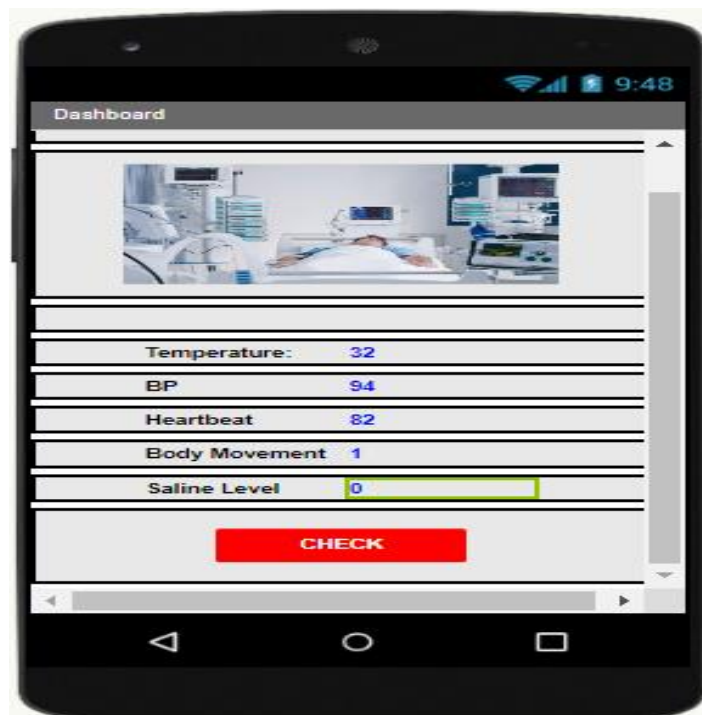 9:48
Dashboard
Temperature: 32
BP 94
Heartbeat 82
Body Movement 1
Saline Level 0
CHECK